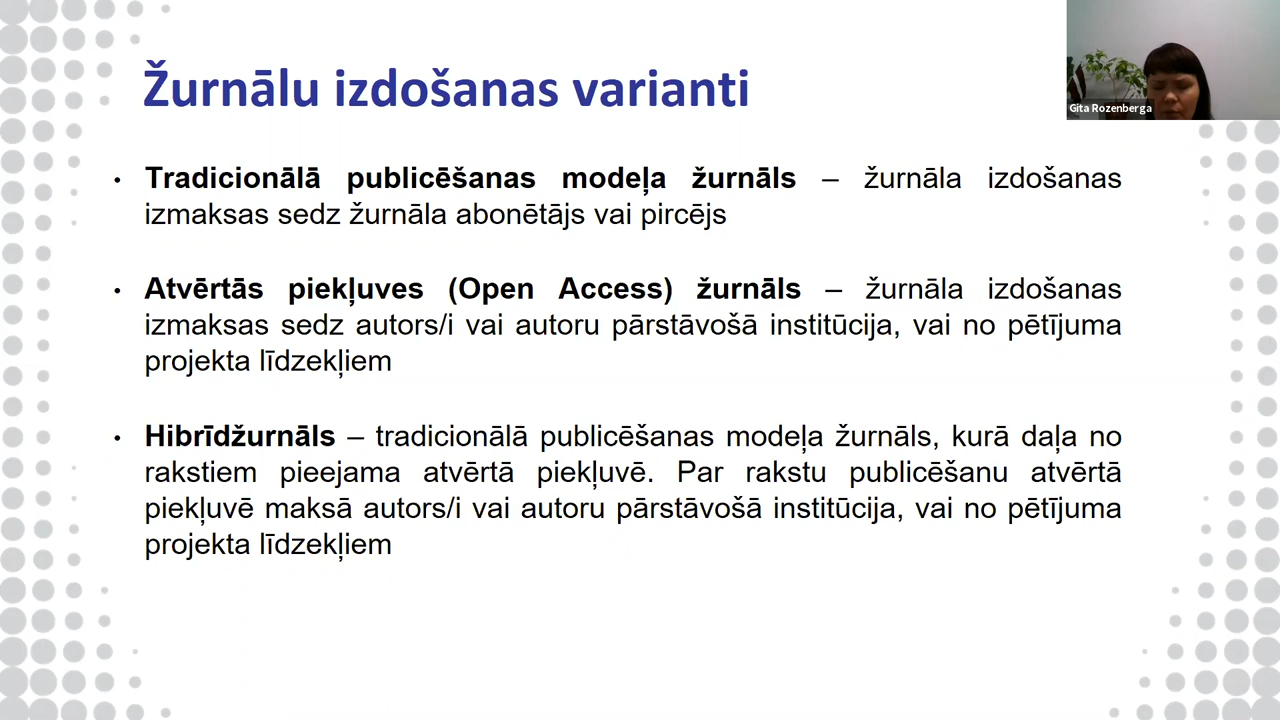 Žurnālu izdošanas varianti
Gita Rozenberga
• Tradicionālā publicēšanas modeļa žurnāls – žurnāla izdošanas
izmaksas sedz žurnāla abonētājs vai pircējs
• Atvērtās piekļuves (Open Access) žurnāls – žurnāla izdošanas
izmaksas sedz autors/i vai autoru pārstāvošā institūcija, vai no pētījuma
projekta līdzekļiem
• Hibrīdžurnāls – tradicionālā publicēšanas modeļa žurnāls, kurā daļa no
rakstiem pieejama atvērtā piekļuvē. Par rakstu publicēšanu atvērtā
piekļuvē maksā autors/i vai autoru pārstāvošā institūcija, vai no pētījuma
projekta līdzekļiem